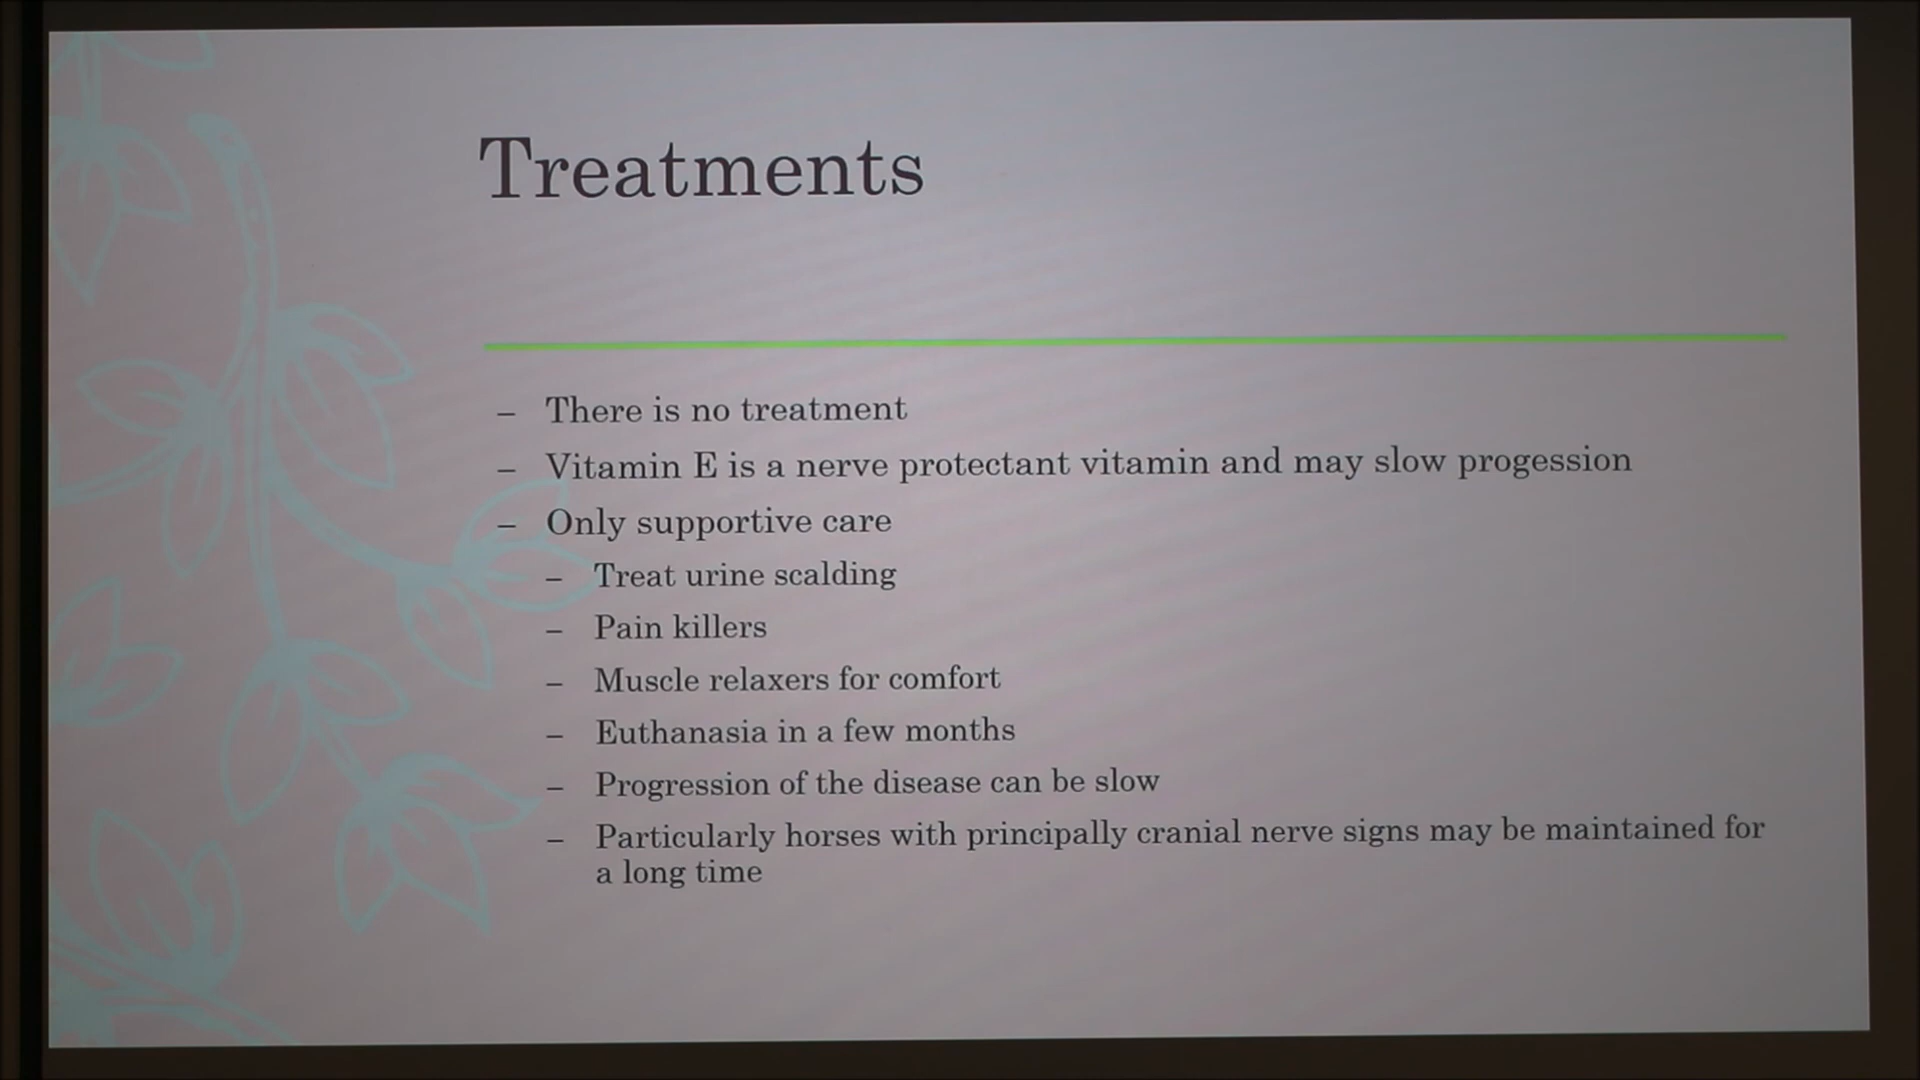 Treatments
– There is no treatment
– Vitamin E is a nerve protectant vitamin and may slow progession
– Only supportive care
– Treat urine scalding
– Pain killers
– Muscle relaxers for comfort
– Euthanasia in a few months
– Progression of the disease can be slow
– Particularly horses with principally cranial nerve signs may be maintained for
a long time